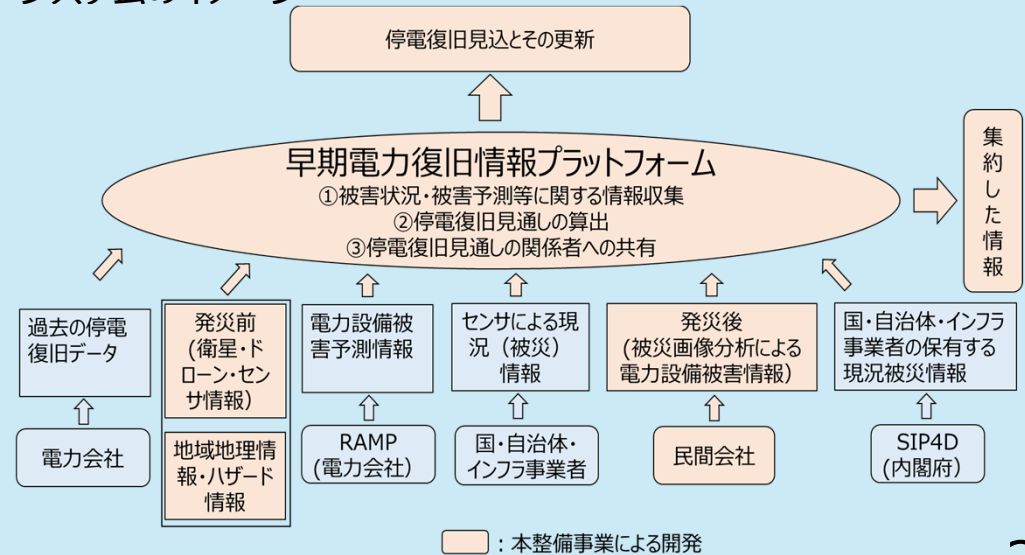 停電復旧見込とその更新
早期電力復旧情報プラットフォーム
①被害状況・被害予測等に関する情報収集
②停電復旧見通しの算出
③停電復旧見通しの関係者への共有
集約した情報
過去の停電
復旧データ
発災前
(衛星・ド
ローン・セン
サ情報)
電力設備被
害予測情報
センサによる現
況（被災）
情報
発災後
(被災画像分析による
電力設備被害情報)
国・自治体・インフラ
事業者の保有する
現況被災情報
電力会社
地域地理情
報・ハザード
情報
RAMP
(電力会社)
国・自治体・
インフラ事業者
民間会社
SIP4D
(内閣府)
：本整備事業による開発